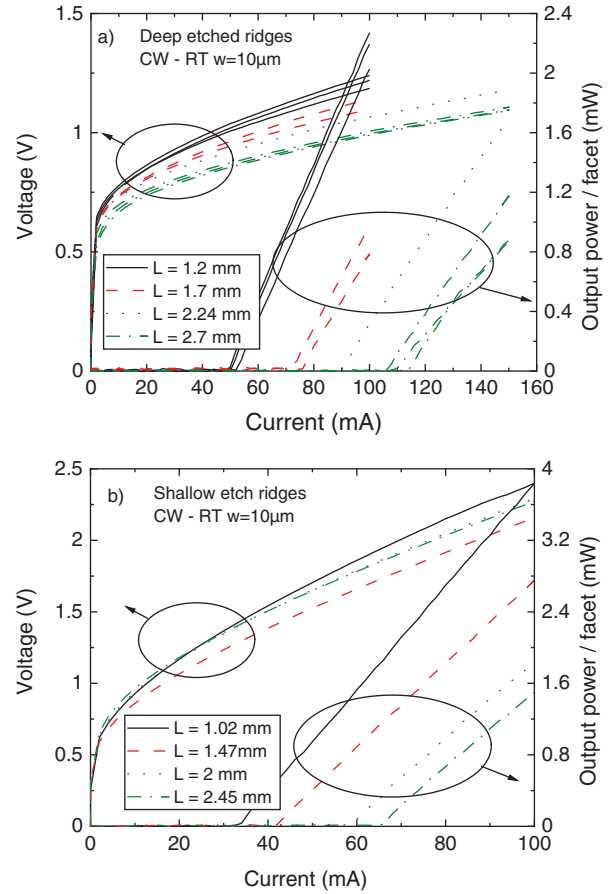 a) Deep etched ridges
CW - RT w=10µm
Voltage (V)
1.5
1
0.5
0
L = 1.2 mm
L = 1.7 mm
L = 2.24 mm
L = 2.7 mm
2.4
2
1.6
1.2
0.8
0.4
0
Output power / facet (mW)
0 20 40 60 80 100 120 140 160
Current (mA)
b) Shallow etch ridges
CW - RT w=10µm
Voltage (V)
2.5
2
1.5
1
0.5
0
L = 1.02 mm
L = 1.47mm
L = 2 mm
L = 2.45 mm
4
3.2
2.4
1.6
0.8
0
Output power / facet (mW)
0 20 40 60 80 100
Current (mA)